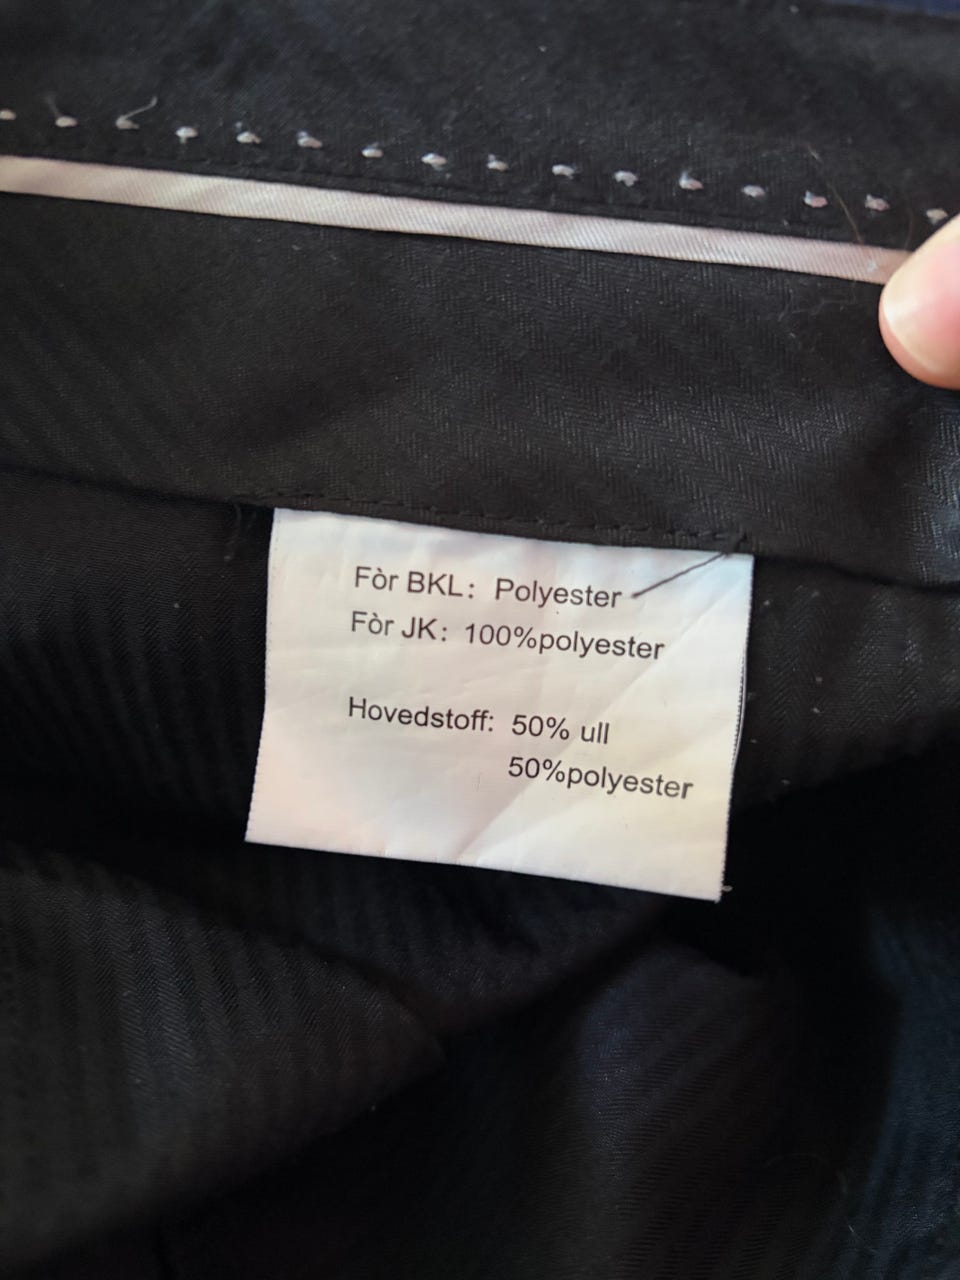 Fòr BKL: Polyester
Fòr JK: 100%polyester
Hovedstoff: 50% ull
50%polyester